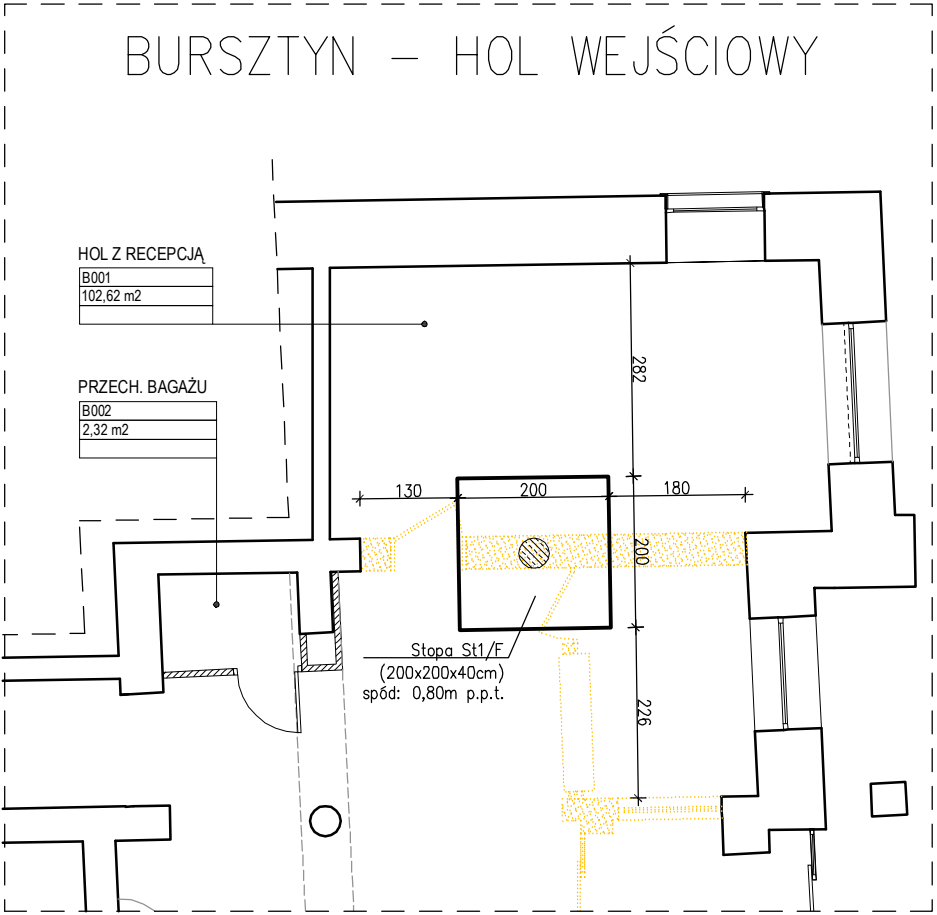 BURSZTYN – HOL WEJŚCIOWY
HOL Z RECEPCJĄ
B001
102,62 m2
282
PRZECH. BAGAŻU
B002
2,32 m2
130
200
180
200
Stopa St1/F
(200x200x40cm)
spód: 0,80m p.p.t.
226